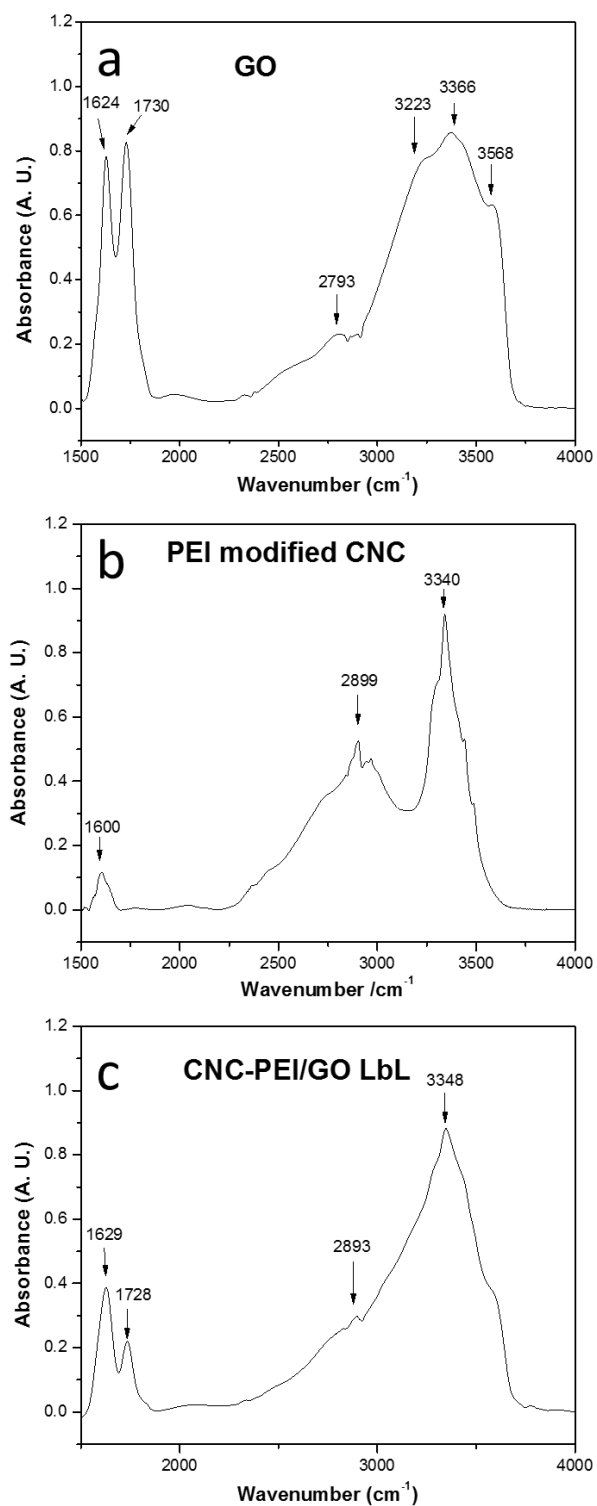 a
GO
1624
1730
3223
3366
3568
2793
Absorbance (A. U.)
1.2
1.0
0.8
0.6
0.4
0.2
0.0
1500 2000 2500 3000 3500 4000
Wavenumber (cm-1)
b
PEI modified CNC
3340
2899
1600
Absorbance (A. U.)
1.2
1.0
0.8
0.6
0.4
0.2
0.0
1500 2000 2500 3000 3500 4000
Wavenumber /cm-1
c
CNC-PEI/GO LbL
3348
1629
1728
2893
Absorbance (A. U.)
1.2
1.0
0.8
0.6
0.4
0.2
0.0
1500 2000 2500 3000 3500 4000
Wavenumber (cm-1)